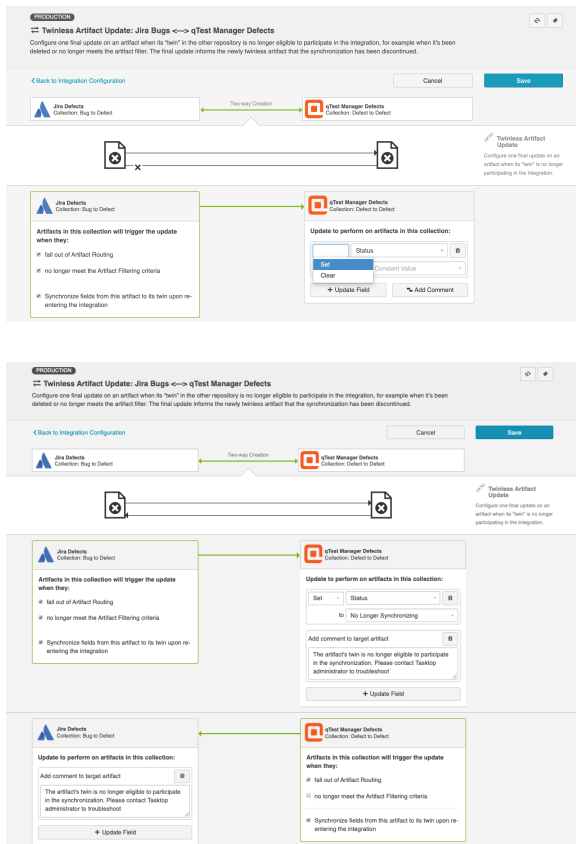 PRODUCTION
Twinless Artifact Update: Jira Bugs <—> qTest Manager Defects
Configure one final update on an artifact when its "twin" in the other repository is no longer eligible to participate in the integration, for example when it's been
deleted or no longer meets the artifact filter. The final update informs the newly twinless artifact that the synchronization has been discontinued.
Back to Integration Configuration
Cancel
Save
Jira Defects
Collection: Bug to Defect
Two-way Creation
qTest Manager Defects
Collection: Defect to Defect
Twinless Artifact
Update
Configure one final update on an
artifact when its "twin" is no longer
participating in the integration.
Jira Defects
Collection: Bug to Defect
qTest Manager Defects
Collection: Defect to Defect
Artifacts in this collection will trigger the update
when they:
fall out of Artifact Routing
no longer meet the Artifact Filtering criteria
Synchronize fields from this artifact to its twin upon re-
entering the integration
Update to perform on artifacts in this collection:
Status
Set
Clear
Constant Value
+ Update Field
Add Comment
PRODUCTION
Twinless Artifact Update: Jira Bugs <—> qTest Manager Defects
Configure one final update on an artifact when its "twin" in the other repository is no longer eligible to participate in the integration, for example when it's been
deleted or no longer meets the artifact filter. The final update informs the newly twinless artifact that the synchronization has been discontinued.
Back to Integration Configuration
Cancel
Save
Jira Defects
Collection: Bug to Defect
Two-way Creation
qTest Manager Defects
Collection: Defect to Defect
Twinless Artifact
Update
Configure one final update on an
artifact when its "twin" is no longer
participating in the integration.
Jira Defects
Collection: Bug to Defect
qTest Manager Defects
Collection: Defect to Defect
Artifacts in this collection will trigger the update
when they:
fall out of Artifact Routing
no longer meet the Artifact Filtering criteria
Synchronize fields from this artifact to its twin upon re-
entering the integration
Update to perform on artifacts in this collection:
Set Status
to No Longer Synchronizing
Add comment to target artifact
The artifact's twin is no longer eligible to participate
in the synchronization. Please contact Tasktop
administrator to troubleshoot
+ Update Field
Jira Defects
Collection: Bug to Defect
qTest Manager Defects
Collection: Defect to Defect
Update to perform on artifacts in this collection:
Add comment to target artifact
The artifact's twin is no longer eligible to participate
in the synchronization. Please contact Tasktop
administrator to troubleshoot
+ Update Field
Artifacts in this collection will trigger the update
when they:
fall out of Artifact Routing
no longer meet the Artifact Filtering criteria
Synchronize fields from this artifact to its twin upon re-
entering the integration